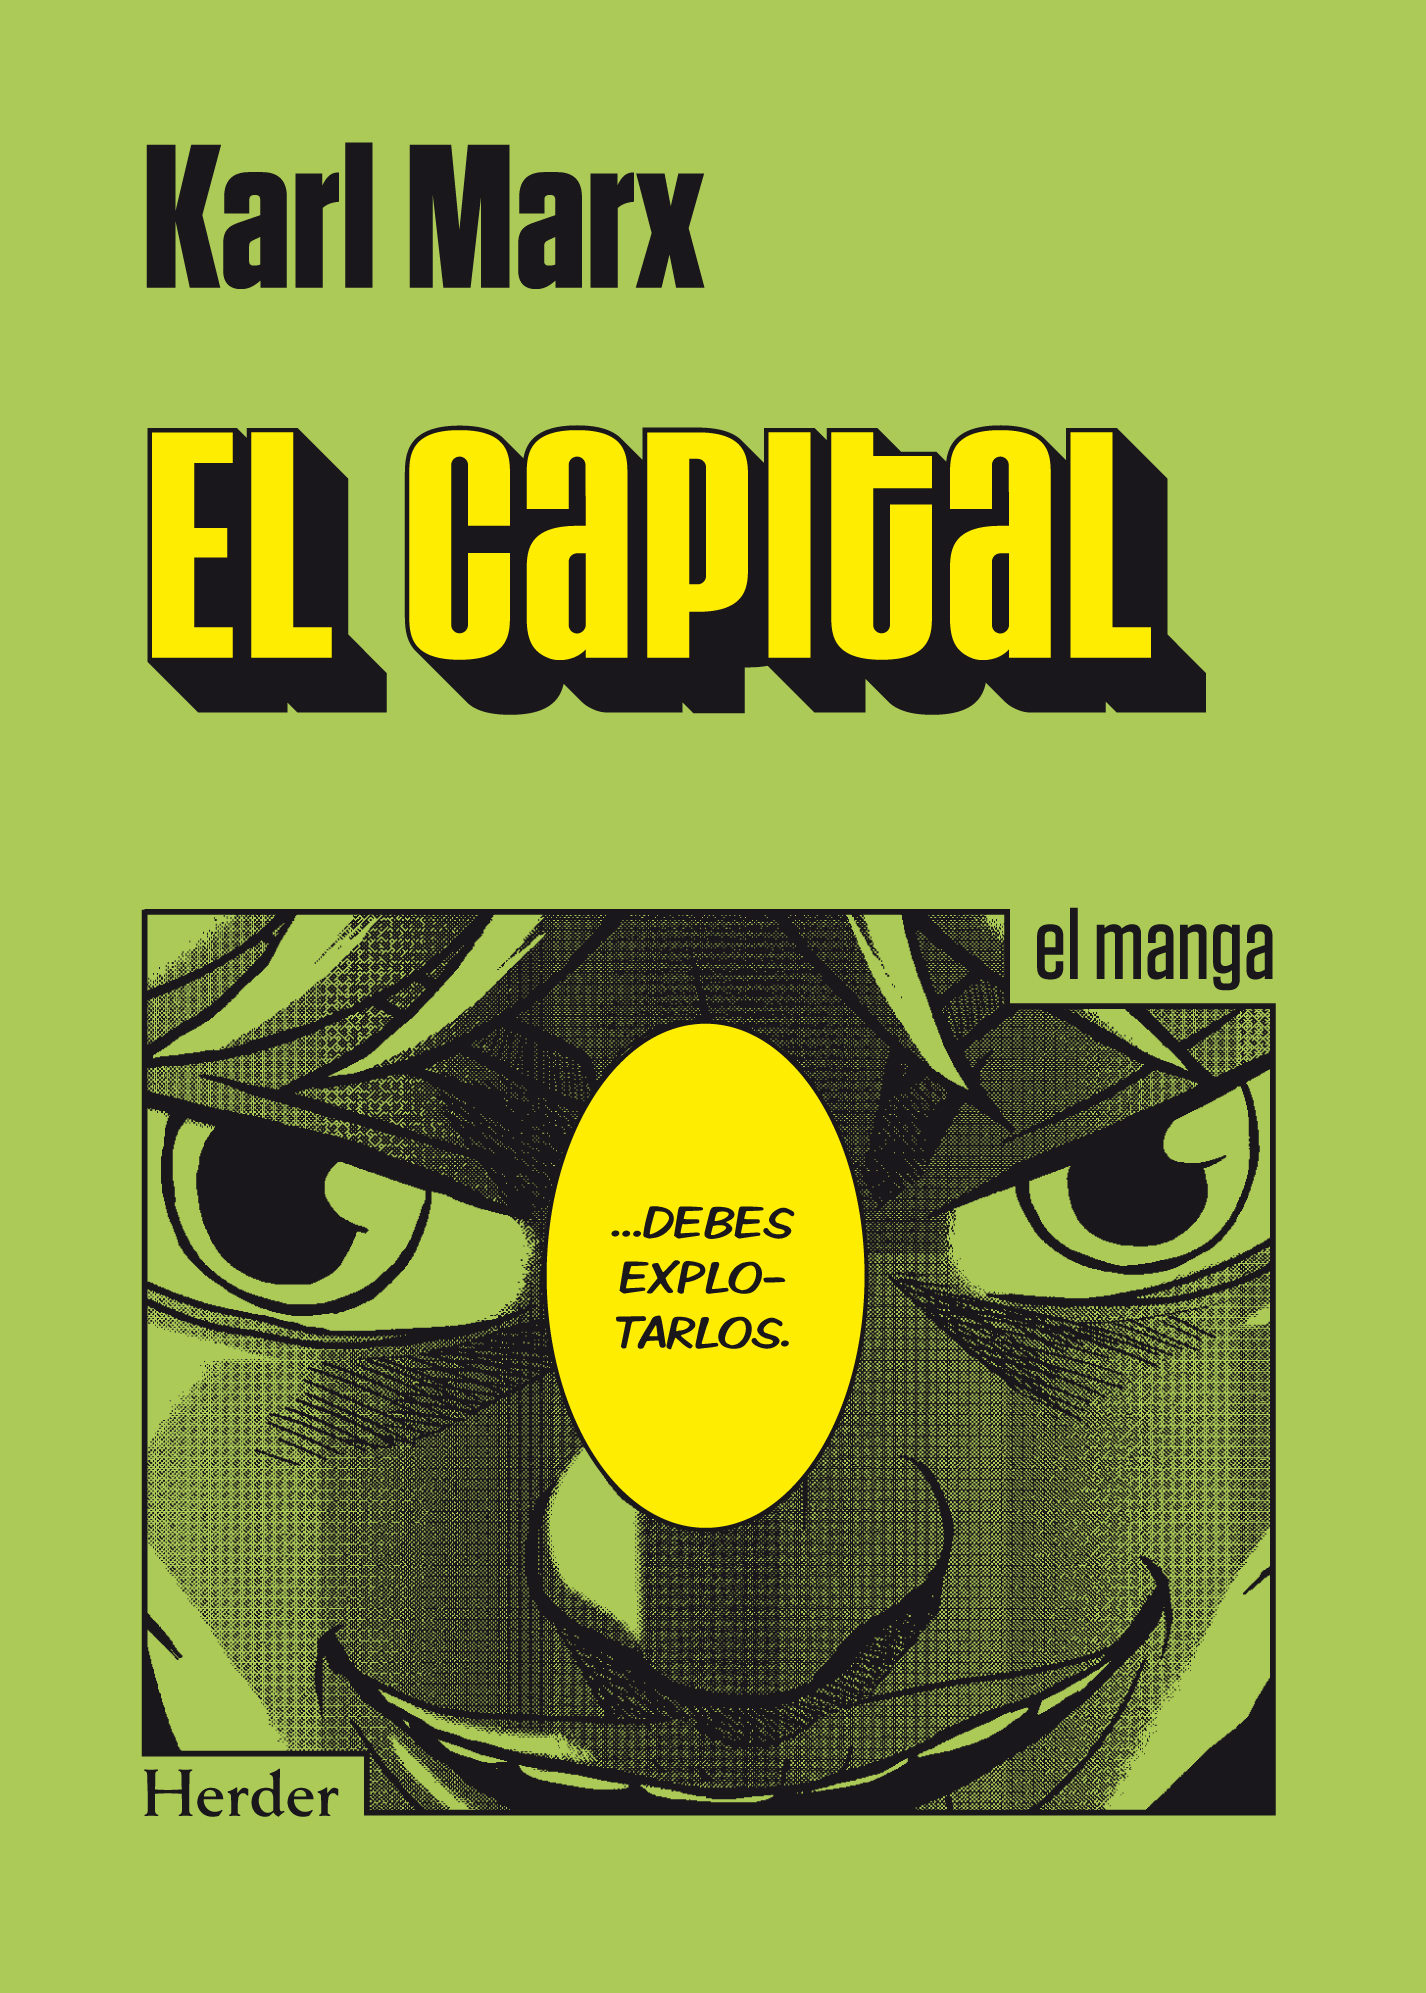 Karl Marx
El capital
el manga
...DEBES
EXPLO-
TARLOS.
Herder